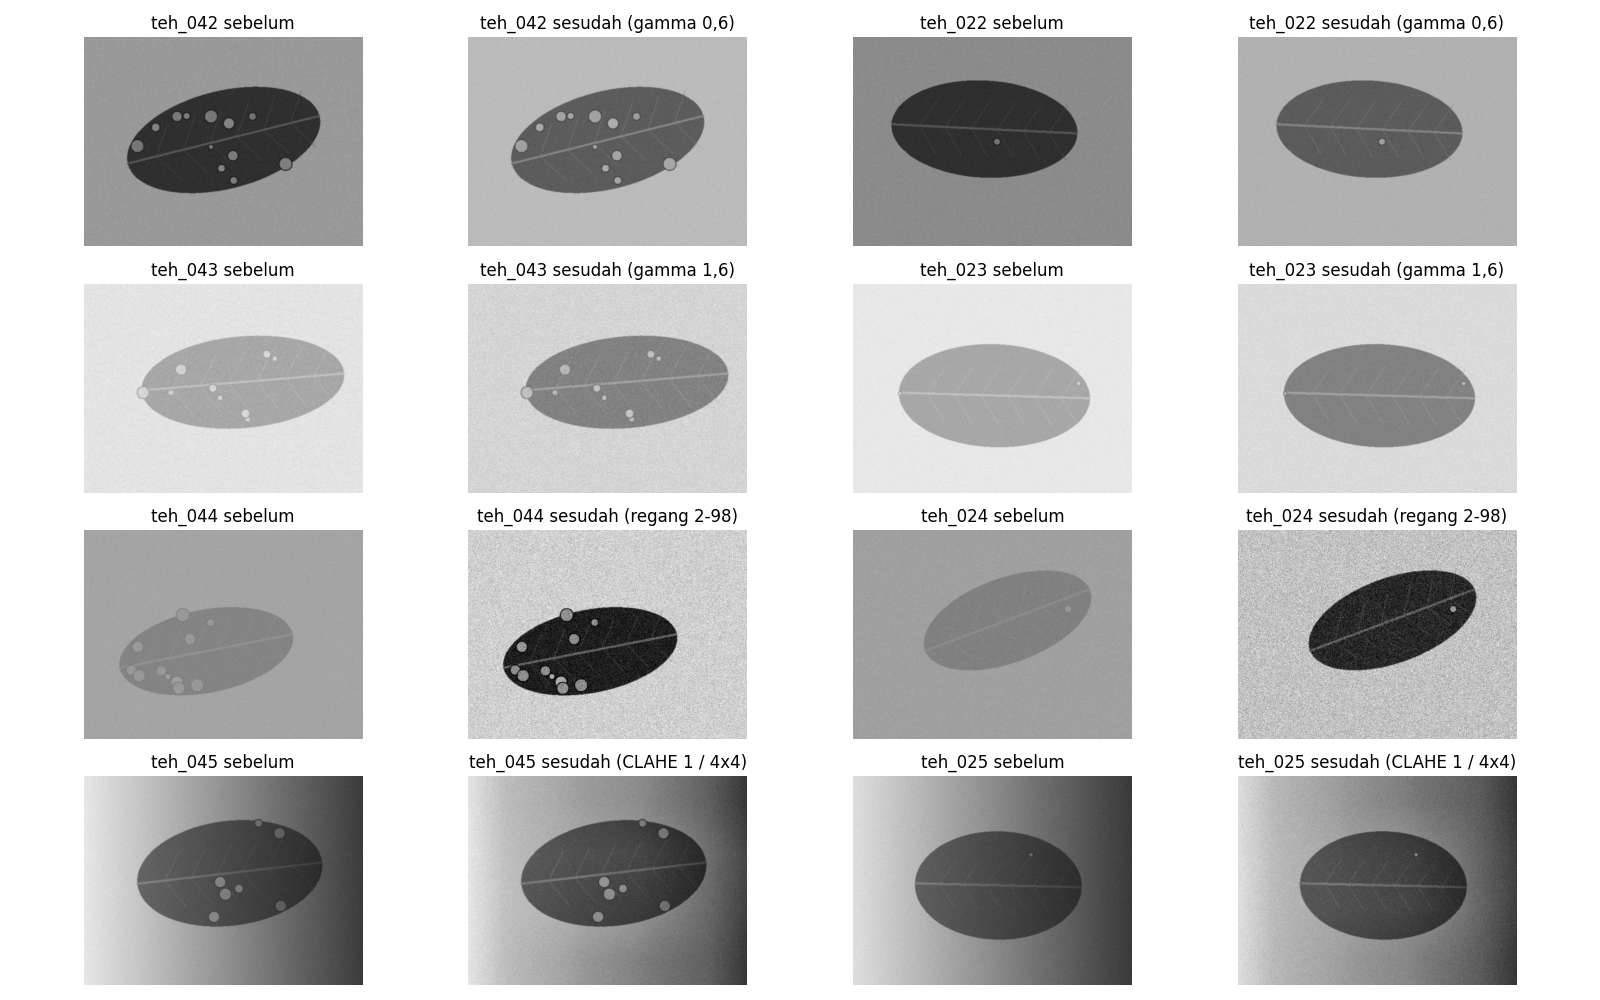 teh_042 sebelum
teh_042 sesudah (gamma 0,6)
teh_022 sebelum
teh_022 sesudah (gamma 0,6)
teh_043 sebelum
teh_043 sesudah (gamma 1,6)
teh_023 sebelum
teh_023 sesudah (gamma 1,6)
teh_044 sebelum
teh_044 sesudah (regang 2-98)
teh_024 sebelum
teh_024 sesudah (regang 2-98)
teh_045 sebelum
teh_045 sesudah (CLAHE 1 / 4x4)
teh_025 sebelum
teh_025 sesudah (CLAHE 1 / 4x4)